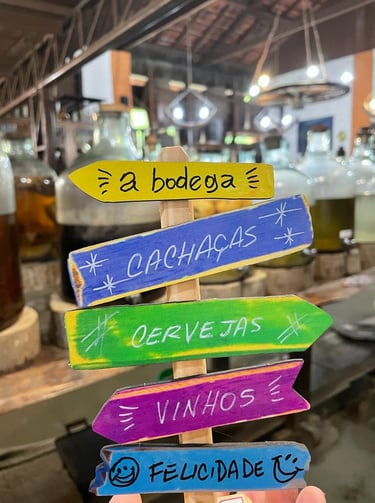 a bodega
CACHAÇAS
CERVEJAS
VINHOS
FELICIDADE